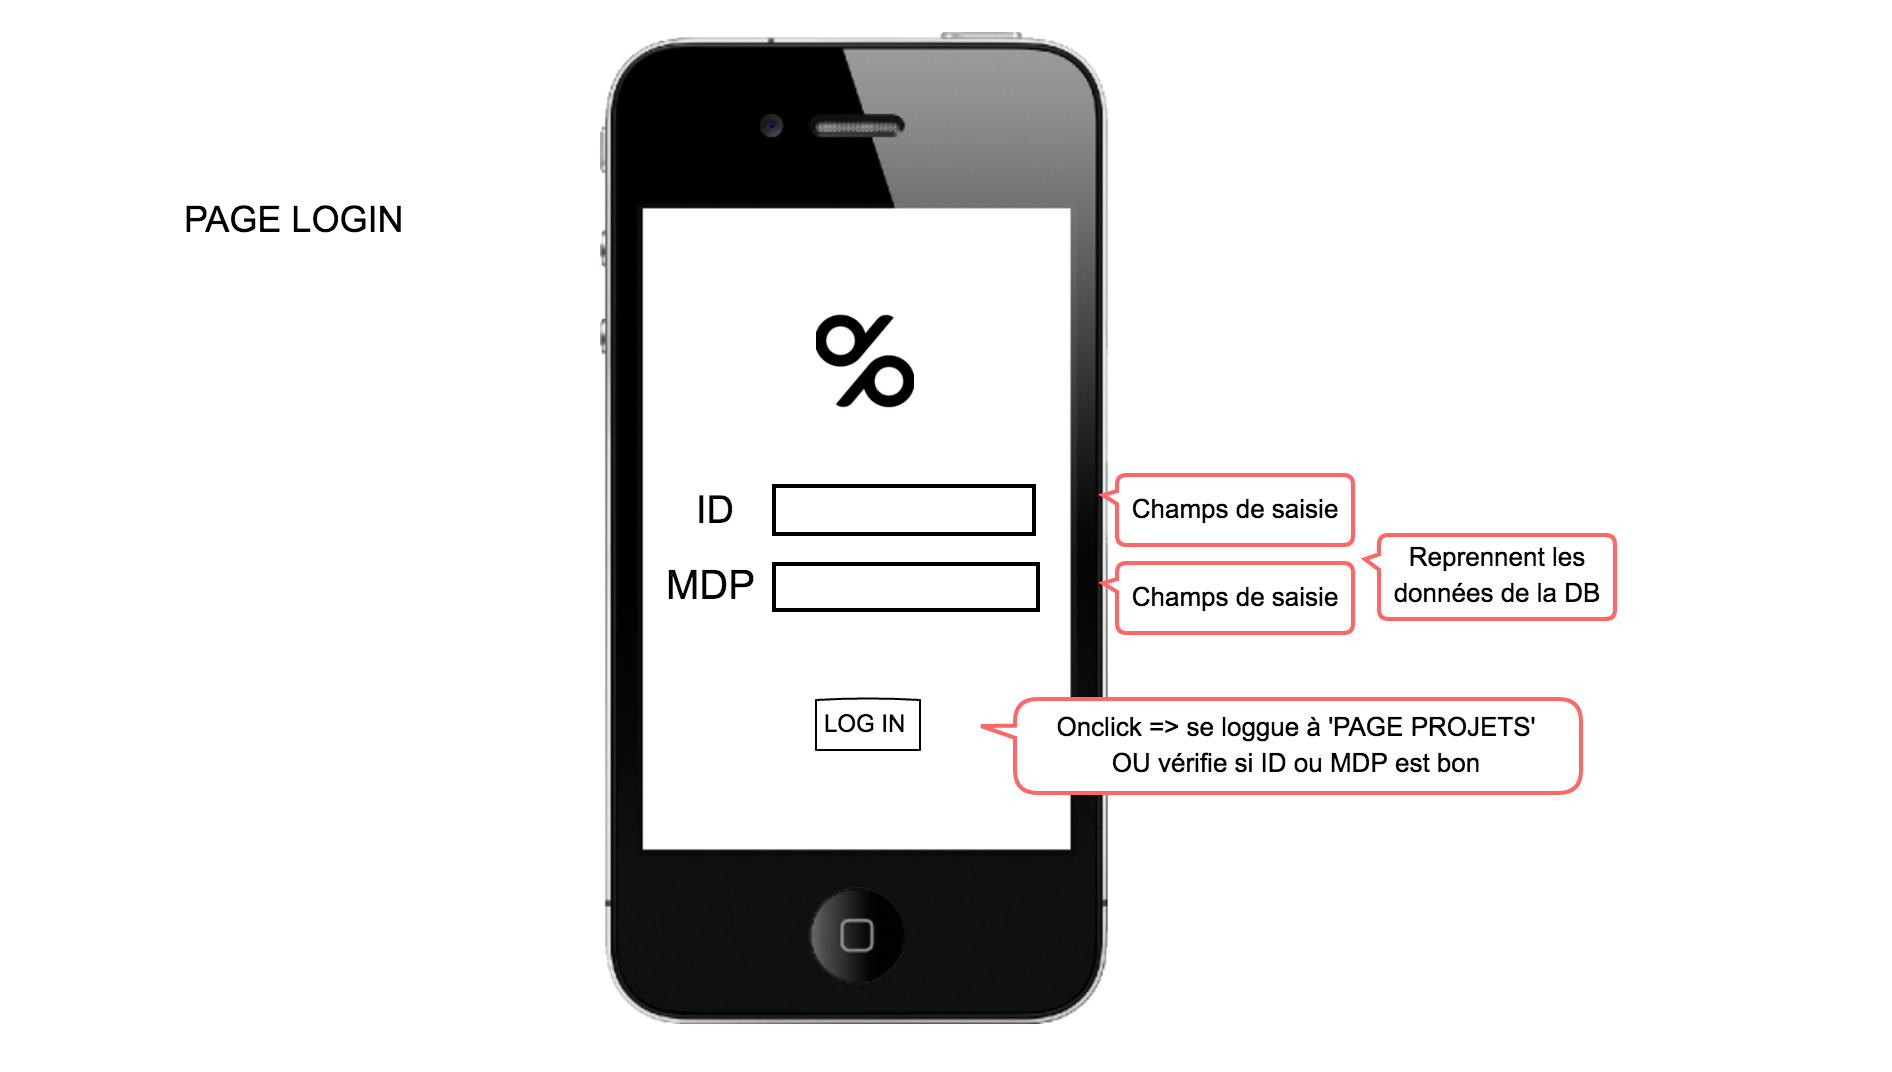 PAGE LOGIN
%
ID
Champs de saisie
MDP
Champs de saisie
Reprennent les
données de la DB
LOG IN
Onclick => se loggue à 'PAGE PROJETS'
OU vérifie si ID ou MDP est bon